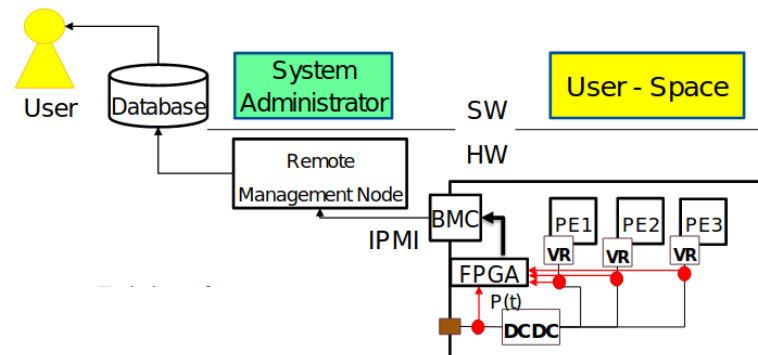 System
Administrator
User - Space
User
Database
SW
HW
Remote
Management Node
BMC
IPMI
PE1
PE2
PE3
VR
VR
VR
FPGA
P(t)
DCDC